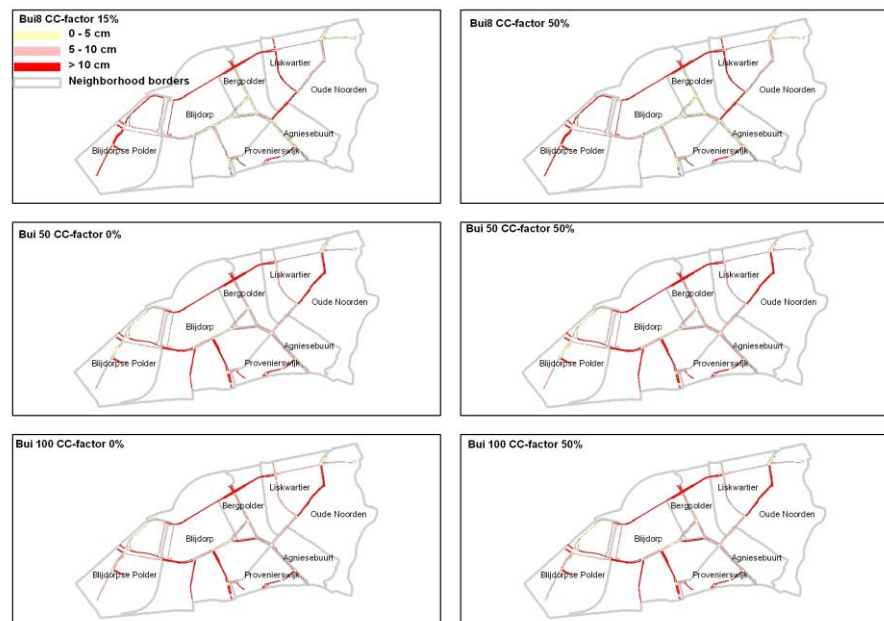 Bui8 CC-factor 15%
0 - 5 cm
5 - 10 cm
> 10 cm
Neighborhood borders
Liskwartier
Bergpolder
Oude Noorden
Blijdorp
Agniesebuurt
Blijdorpse Polder
Provenierswijk
Bui8 CC-factor 50%
Liskwartier
Bergpolder
Oude Noorden
Blijdorp
Agniesebuurt
Blijdorpse Polder
Provenierswijk
Bui 50 CC-factor 0%
Liskwartier
Bergpolder
Oude Noorden
Blijdorp
Agniesebuurt
Blijdorpse Polder
Provenierswijk
Bui 50 CC-factor 50%
Liskwartier
Bergpolder
Oude Noorden
Blijdorp
Agniesebuurt
Blijdorpse Polder
Provenierswijk
Bui 100 CC-factor 0%
Liskwartier
Bergpolder
Oude Noorden
Blijdorp
Agniesebuurt
Blijdorpse Polder
Provenierswijk
Bui 100 CC-factor 50%
Liskwartier
Bergpolder
Oude Noorden
Blijdorp
Agniesebuurt
Blijdorpse Polder
Provenierswijk